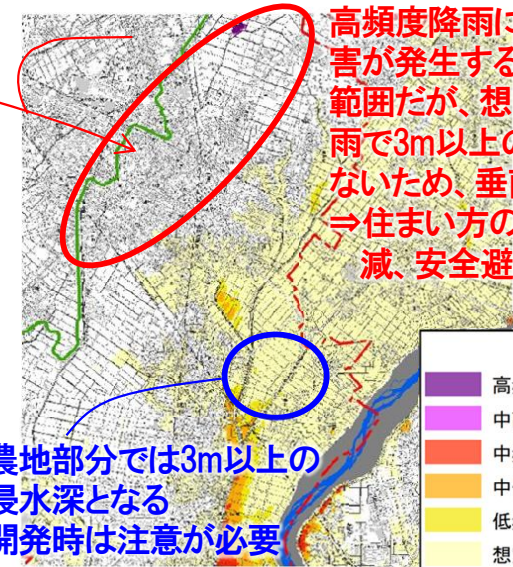 高頻度降雨に
害が発生する
範囲だが、想
雨で3m以上の
ないため、垂直
⇒住まい方の
減、安全避
農地部分では3m以上の
浸水深となる
開発時は注意が必要
高
中
中
中
低
想